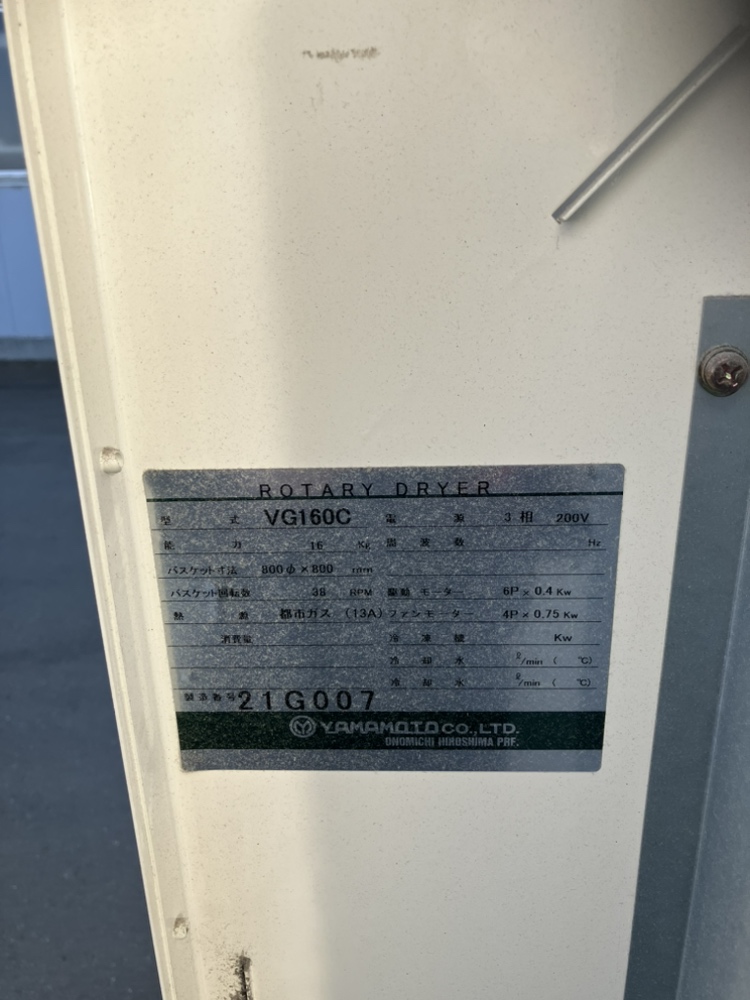 ROTARY DRYER
型 式 VG160C 電 源 3 相 200V
能 力 16 Kg 周 波 数 Hz
バスケット寸法 800φ×800 mm
バスケット回転数 38 RPM 駆動 モーター 6P × 0.4 Kw
熱 源 都市ガス (13A) ファンモーター 4P × 0.75 Kw
消費量 冷 凍 機 Kw
冷 却 水 ℓ/min ( ℃)
冷 却 水 ℓ/min ( ℃)
製造番号 21G007
YAMAMOTO CO., LTD.
ONOMICHI HIROSHIMA PRF.